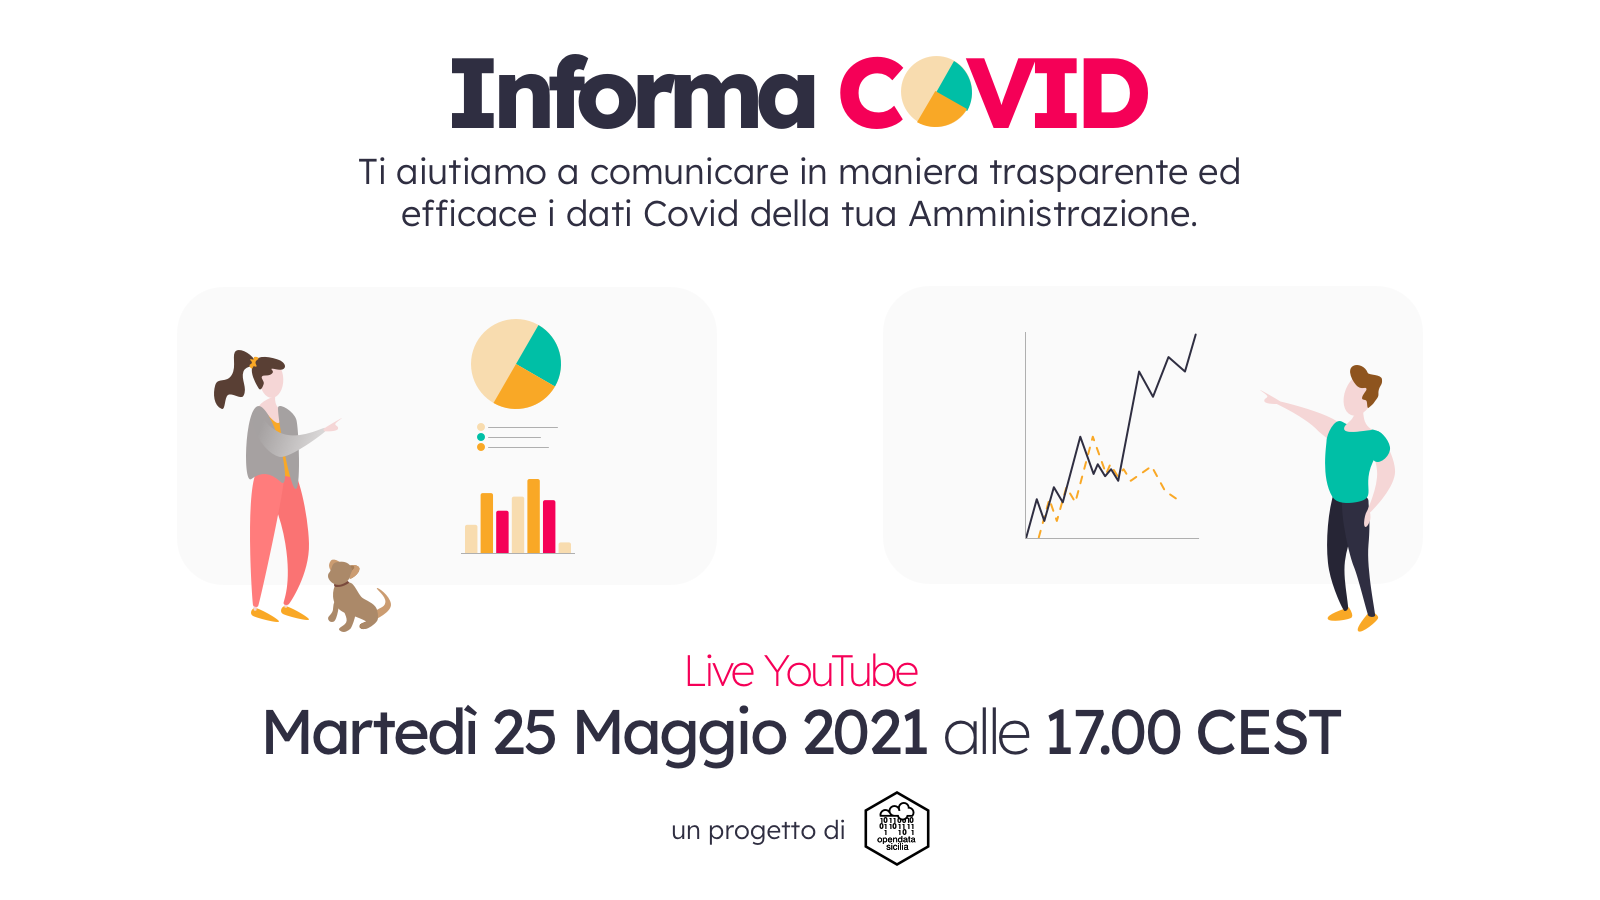 Informa COVID
Ti aiutiamo a comunicare in maniera trasparente ed
efficace i dati Covid della tua Amministrazione.
Live YouTube
Martedì 25 Maggio 2021 alle 17.00 CEST
un progetto di
opendata
sicilia